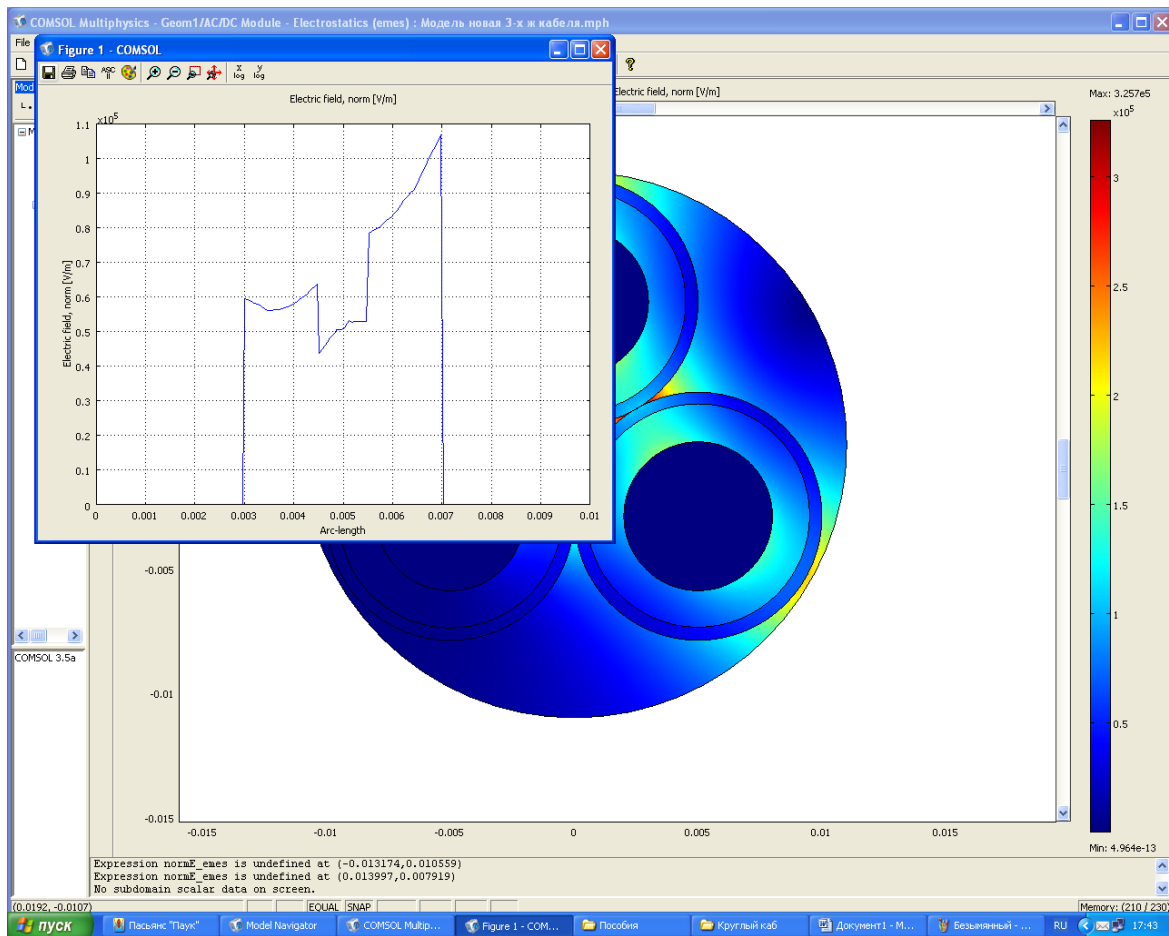 COMSOL Multiphysics - Geom1/AC/DC Module - Electrostatics (emes) : Модель новая 3-х ж кабеля.mph
File
Figure 1 - COMSOL
ASC II
x log
y log
?
Mod
M
Electric field, norm [V/m]
Electric field, norm [V/m]
Max: 3.257e5
x10⁵
3
2.5
2
1.5
1
0.5
Min: 4.964e-13
x10⁵
1.1
1
0.9
0.8
0.7
0.6
0.5
0.4
0.3
0.2
0.1
0
Electric field, norm [V/m]
0
0.001
0.002
0.003
0.004
0.005
0.006
0.007
0.008
0.009
0.01
Arc-length
-0.005
-0.01
-0.015
-0.015
-0.01
-0.005
0
0.005
0.01
0.015
COMSOL 3.5a
Expression normE_emes is undefined at (-0.013174,0.010559)
Expression normE_emes is undefined at (0.013997,0.007919)
No subdomain scalar data on screen.
(0.0192, -0.0107)
EQUAL
SNAP
Memory: (210 / 230)
пуск
Пасьянс "Паук"
Model Navigator
COMSOL Multip...
Figure 1 - COM...
Пособия
Круглый каб
Документ1 - М...
Безымянный - ...
RU
17:43